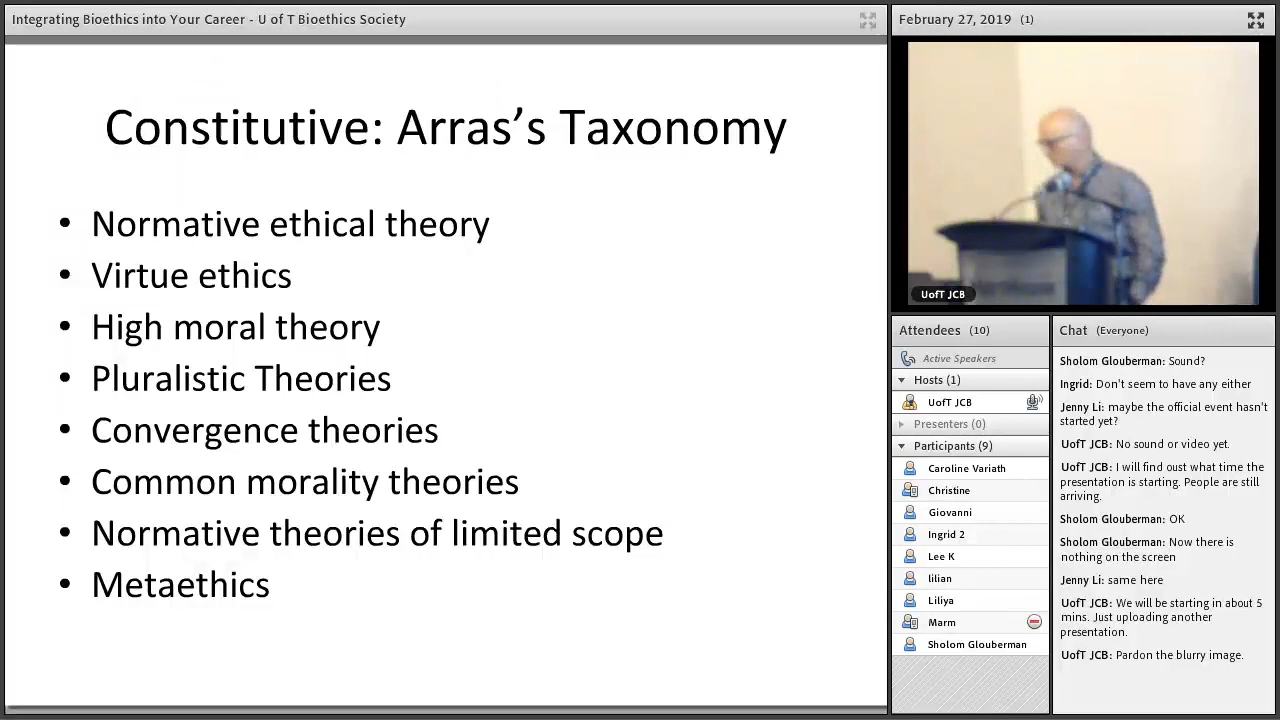 Integrating Bioethics into Your Career - U of T Bioethics Society
Constitutive: Arras’s Taxonomy
• Normative ethical theory
• Virtue ethics
• High moral theory
• Pluralistic Theories
• Convergence theories
• Common morality theories
• Normative theories of limited scope
• Metaethics
February 27, 2019 (1)
UofT JCB
Attendees (10)
Active Speakers
Hosts (1)
UofT JCB
Presenters (0)
Participants (9)
Caroline Variath
Christine
Giovanni
Ingrid 2
Lee K
lilian
Liliya
Marm
Sholom Glouberman
Chat (Everyone)
Sholom Glouberman: Sound?
Ingrid: Don't seem to have any either
Jenny Li: maybe the official event hasn't
started yet?
UofT JCB: No sound or video yet.
UofT JCB: I will find oust what time the
presentation is starting. People are still
arriving.
Sholom Glouberman: OK
Sholom Glouberman: Now there is
nothing on the screen
Jenny Li: same here
UofT JCB: We will be starting in about 5
mins. Just uploading another
presentation.
UofT JCB: Pardon the blurry image.